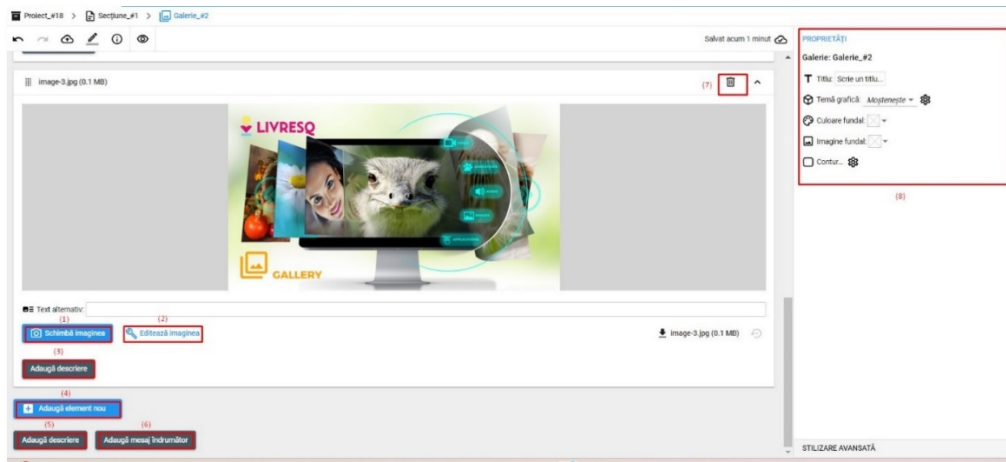 Proiect_#18 > Secțiune_#1 > Galerie_#2
Salvat acum 1 minut
image-3.jpg (0.1 MB)
(7)
LIVRESQ
GALLERY
Text alternativ:
(1) (2)
Schimbă imaginea Editează imaginea image-3.jpg (0.1 MB)
(3)
Adaugă descriere
(4)
Adaugă element nou
(5) (6)
Adaugă descriere Adaugă mesaj îndrumător
PROPRIETĂȚI
Galerie: Galerie_#2
Titlu: Scrie un titlu...
Temă grafică: Moștenește
Culoare fundal:
Imagine fundal:
Contur...
(8)
STILIZARE AVANSATĂ